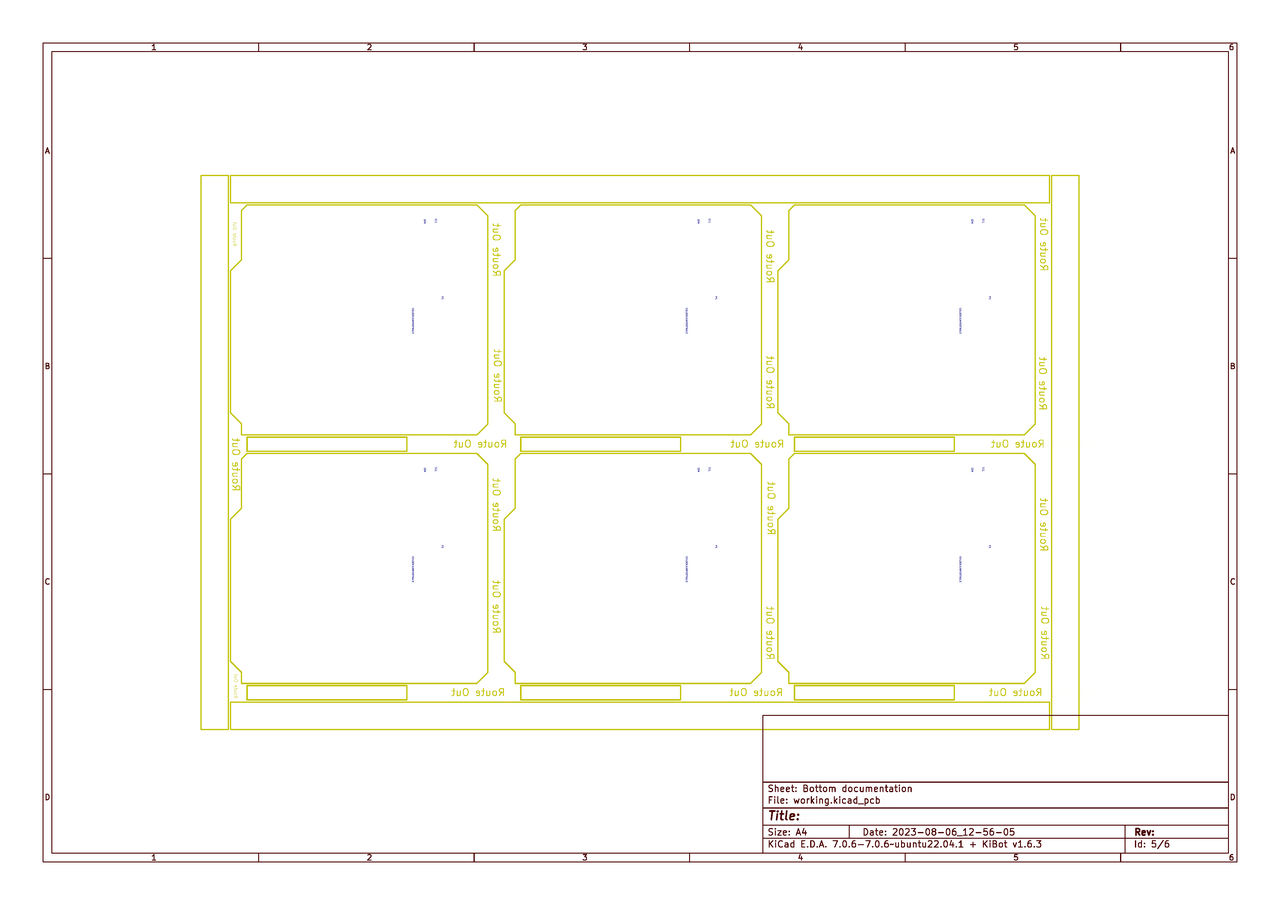 1 2 3 4 5 6
A A
Route Out Route Out Route Out Route Out
B B
Route Out Route Out Route Out
Route Out Route Out Route Out
Route Out
Route Out Route Out Route Out
C C
Route Out Route Out Route Out
Route Out Route Out Route Out
D D
Sheet: Bottom documentation
File: working.kicad_pcb
Title:
Size: A4 Date: 2023-08-06_12-56-05 Rev:
KiCad E.D.A. 7.0.6-7.0.6~ubuntu22.04.1 + KiBot v1.6.3 Id: 5/6
1 2 3 4 5 6